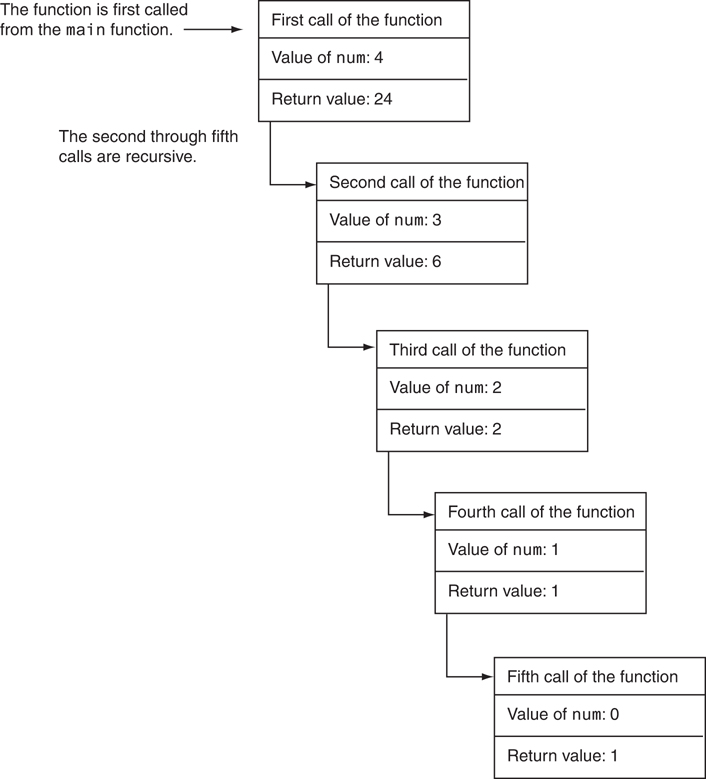 The function is first called
from the main function.
First call of the function
Value of num: 4
Return value: 24
The second through fifth
calls are recursive.
Second call of the function
Value of num: 3
Return value: 6
Third call of the function
Value of num: 2
Return value: 2
Fourth call of the function
Value of num: 1
Return value: 1
Fifth call of the function
Value of num: 0
Return value: 1